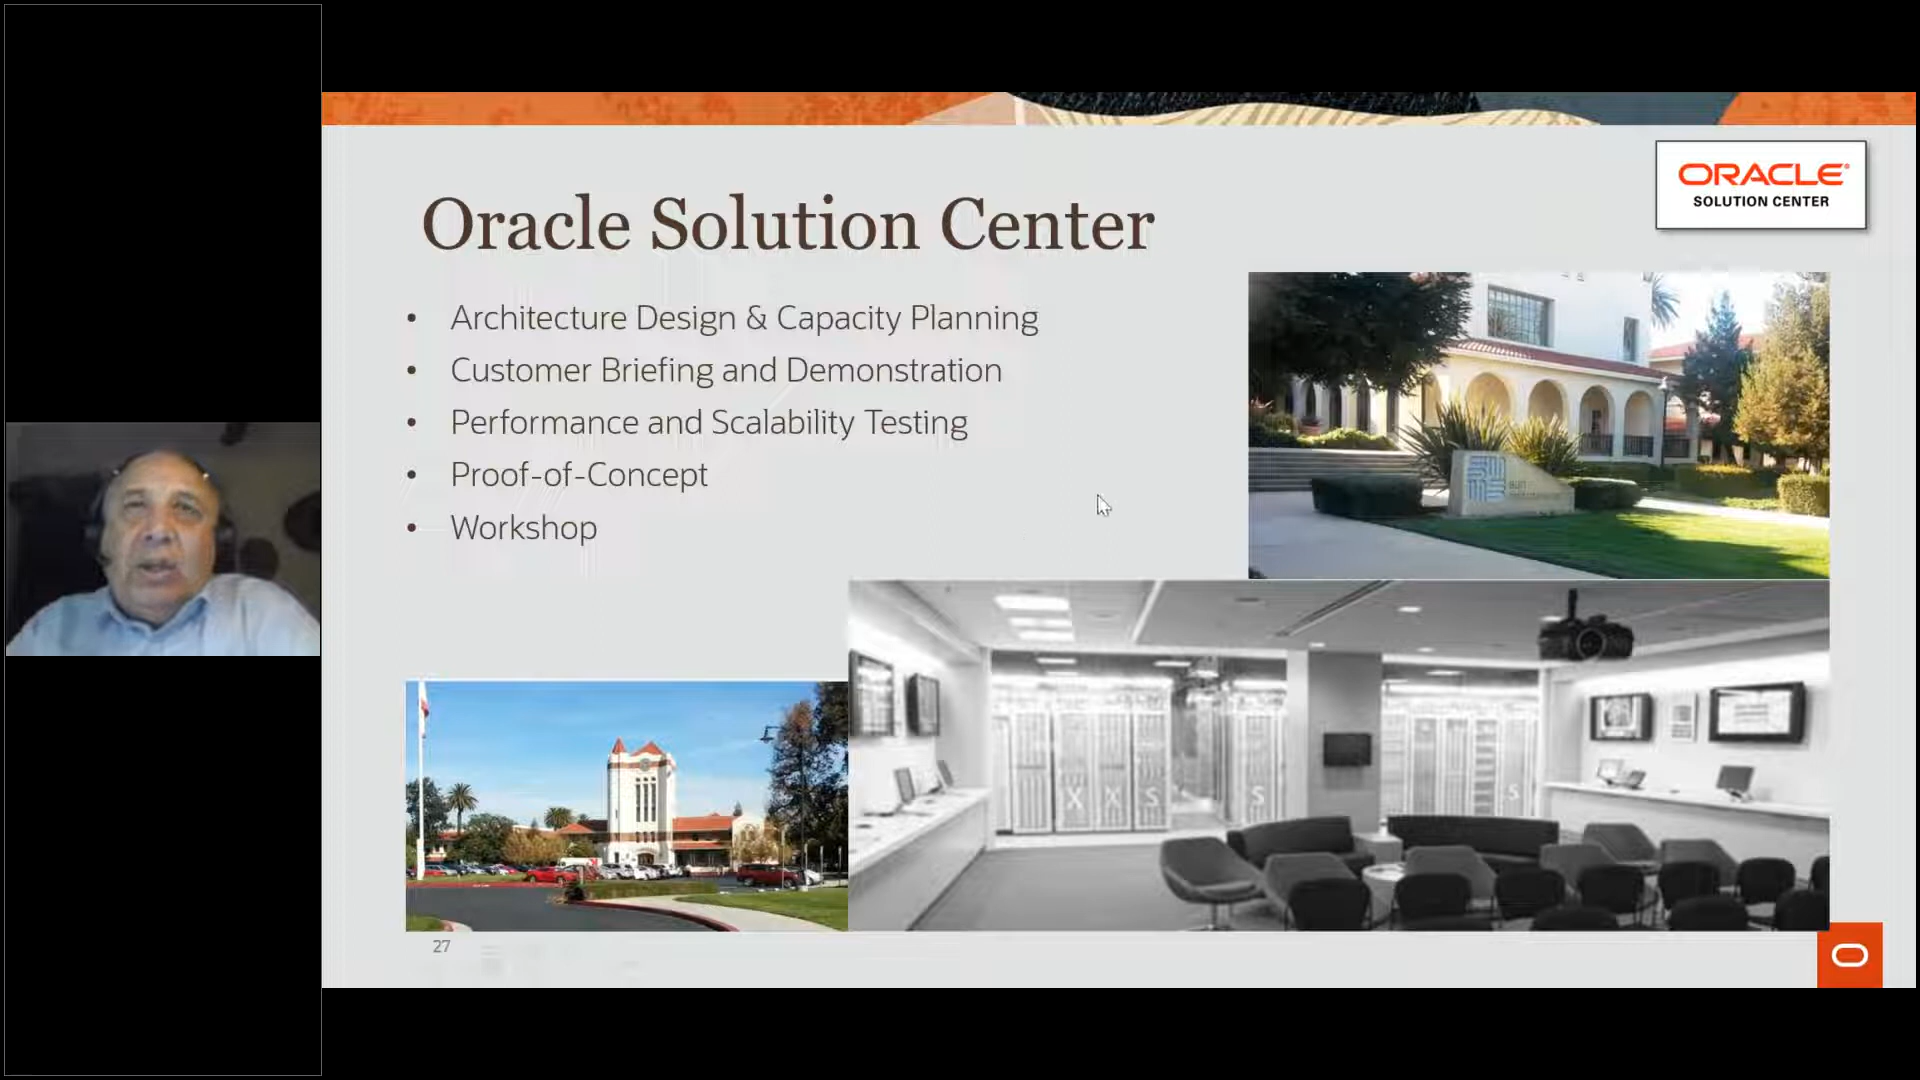 ORACLE
SOLUTION CENTER
Oracle Solution Center
• Architecture Design & Capacity Planning
• Customer Briefing and Demonstration
• Performance and Scalability Testing
• Proof-of-Concept
• Workshop
27